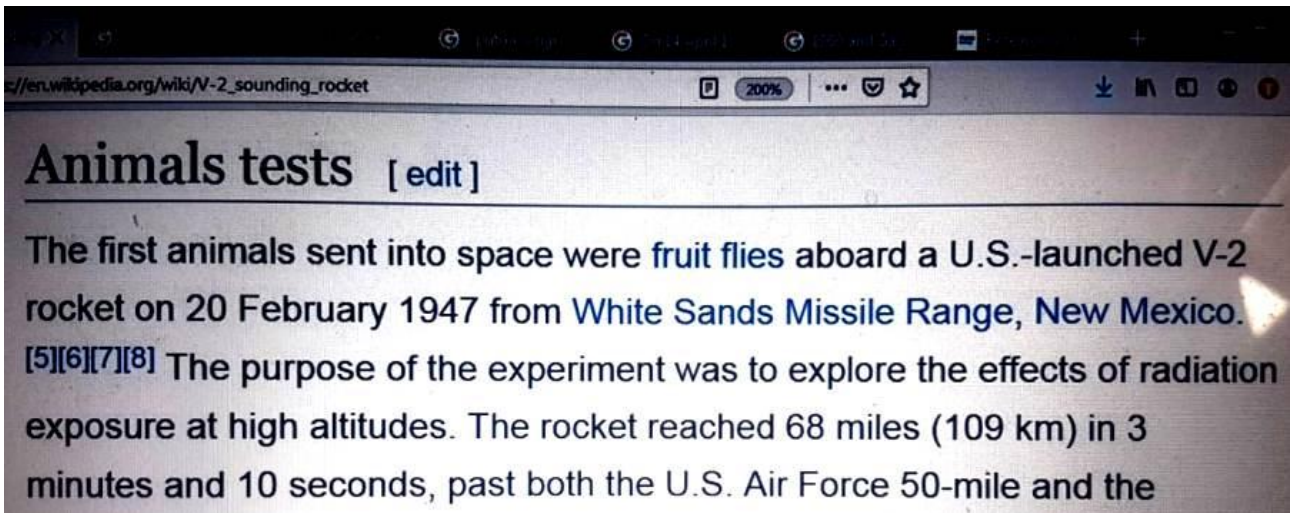 ://en.wikipedia.org/wiki/V-2_sounding_rocket
200%
Animals tests [ edit ]
The first animals sent into space were fruit flies aboard a U.S.-launched V-2
rocket on 20 February 1947 from White Sands Missile Range, New Mexico.
[5][6][7][8] The purpose of the experiment was to explore the effects of radiation
exposure at high altitudes. The rocket reached 68 miles (109 km) in 3
minutes and 10 seconds, past both the U.S. Air Force 50-mile and the